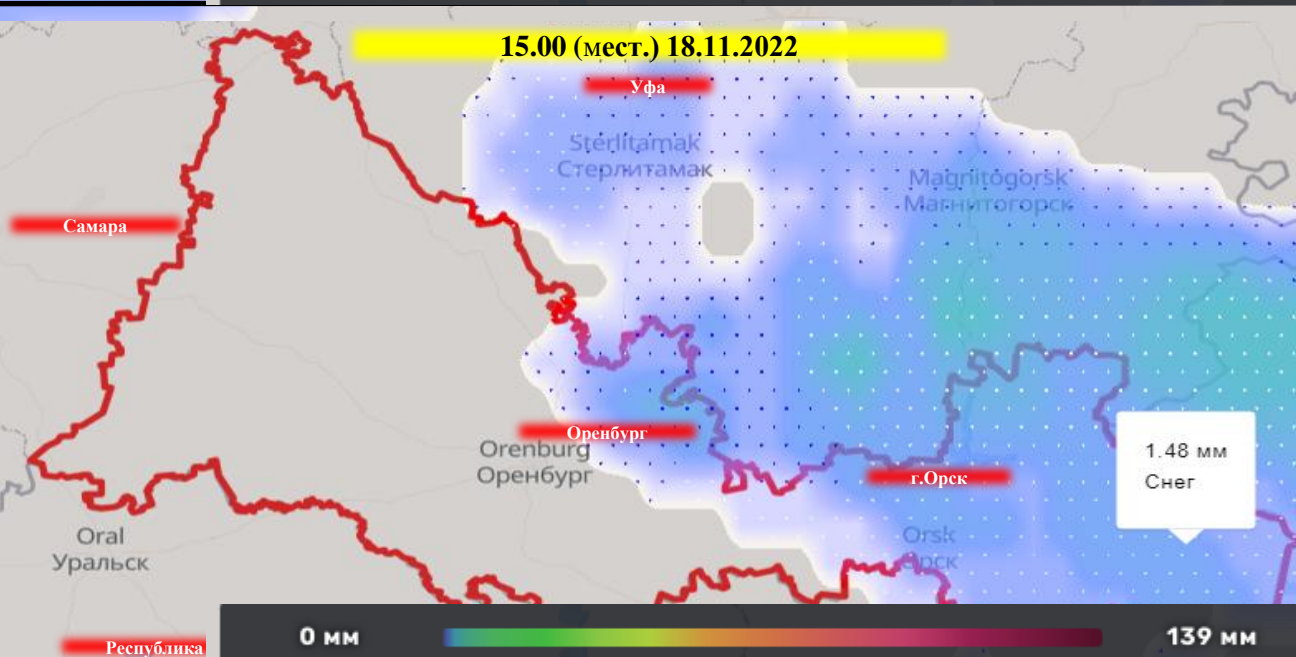 15.00 (мест.) 18.11.2022
Уфа
Sterlitamak
Стерлитамак
Magnitogorsk
Магнитогорск
Самара
Оренбург
Orenburg
Оренбург
1.48 мм
Снег
г.Орск
Orsk
Орск
Oral
Уральск
0 мм
139 мм
Республика